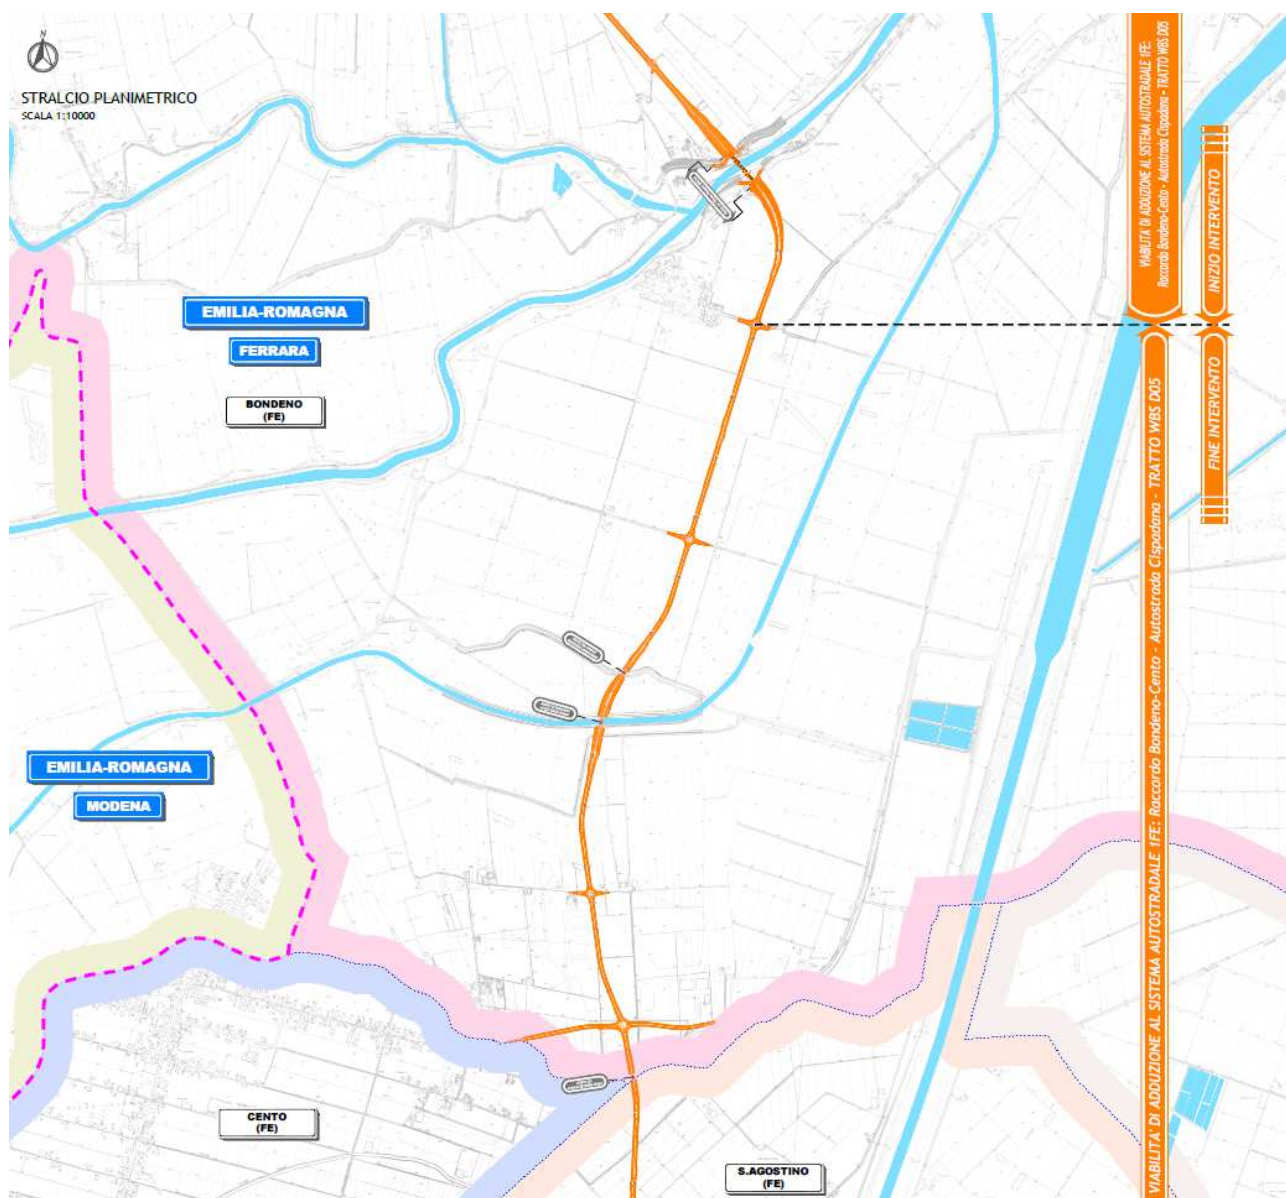 N
STRALCIO PLANIMETRICO
SCALA 1:10000
EMILIA-ROMAGNA
FERRARA
BONDENO
(FE)
EMILIA-ROMAGNA
MODENA
CENTO
(FE)
S.AGOSTINO
(FE)
VIABILITA' DI ADDUZIONE AL SISTEMA AUTOSTRADALE 1FE:
Raccordo Bondeno-Cento - Autostrada Cispadana - TRATTO WBS D05
INIZIO INTERVENTO
FINE INTERVENTO
VIABILITA' DI ADDUZIONE AL SISTEMA AUTOSTRADALE 1FE: Raccordo Bondeno-Cento - Autostrada Cispadana - TRATTO WBS D05